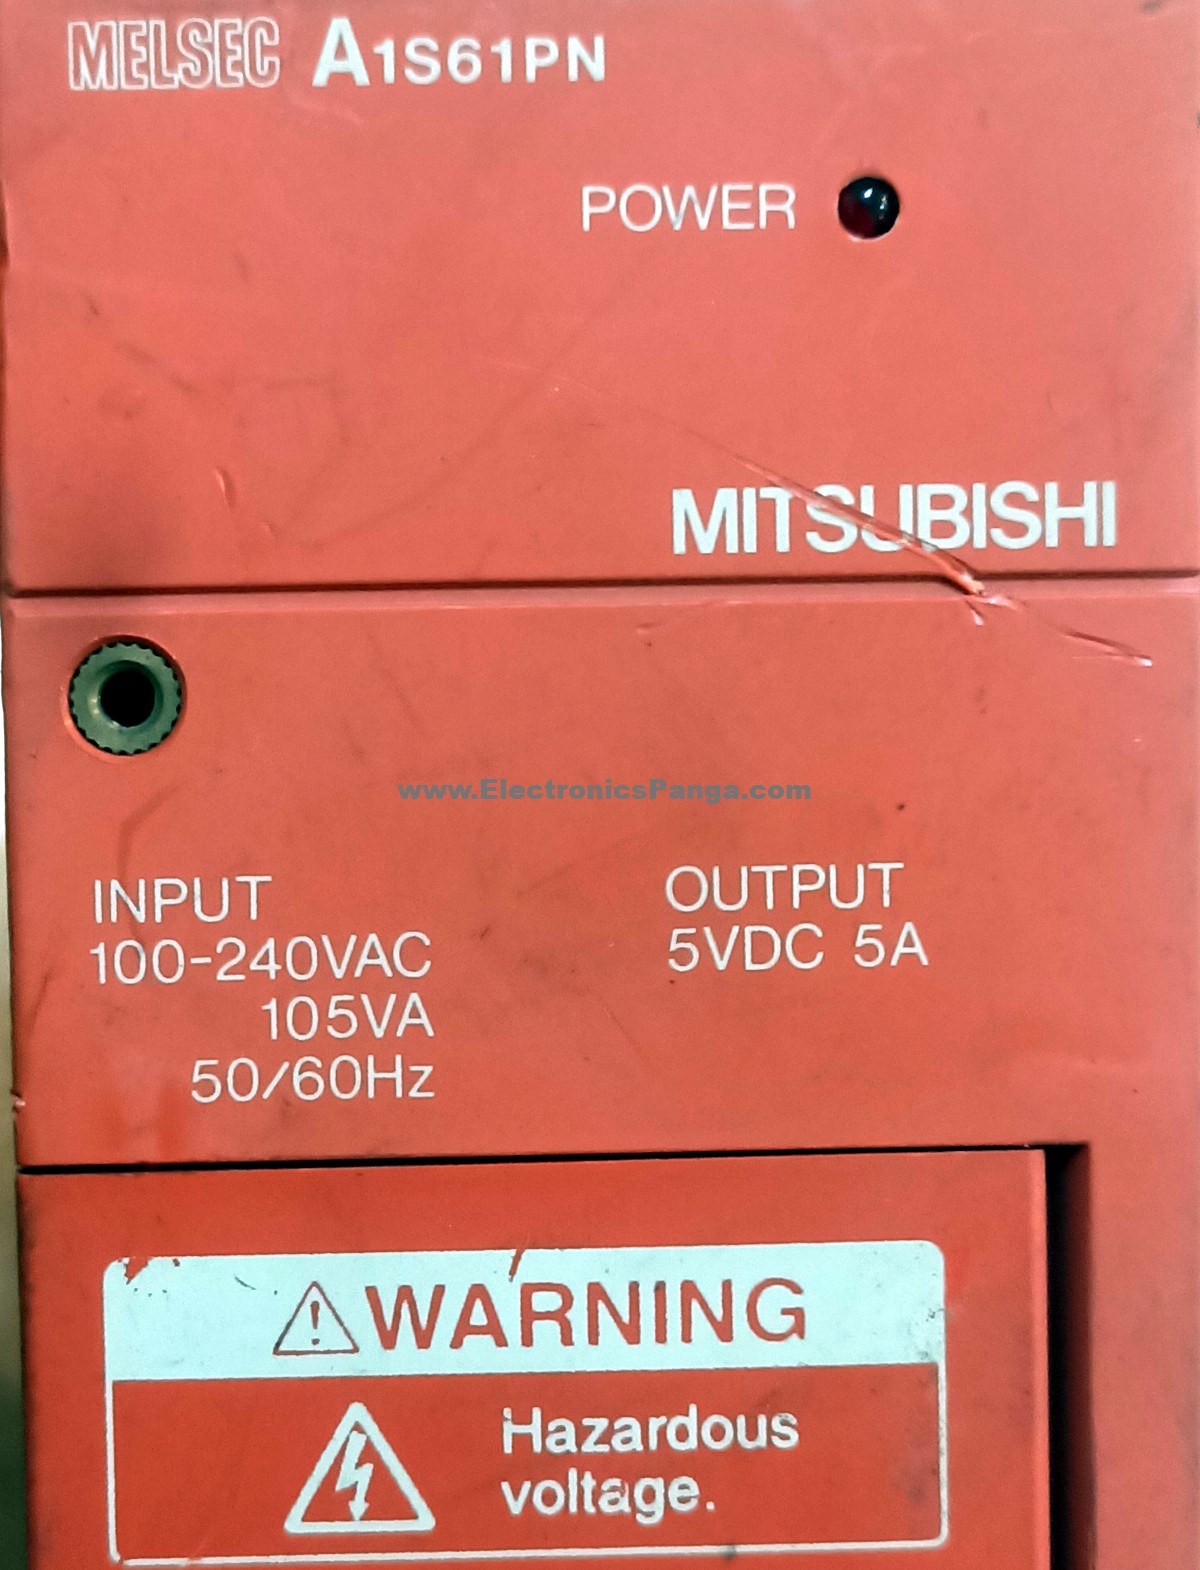 MELSEC A1S61PN
POWER
MITSUBISHI
www.ElectronicsPanga.com
INPUT
100-240VAC
105VA
50/60Hz
OUTPUT
5VDC 5A
WARNING
Hazardous
voltage.